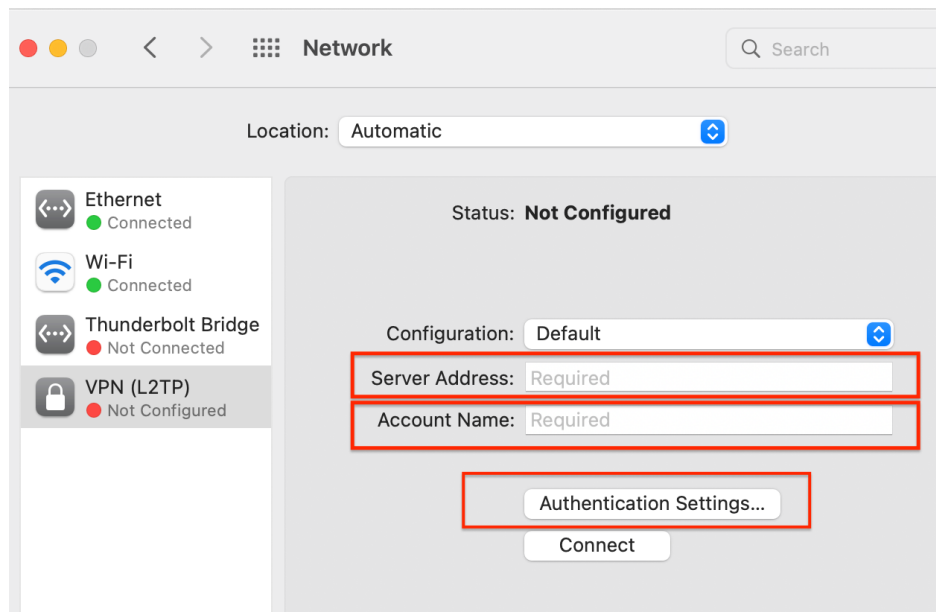 Network
Search
Location: Automatic
Ethernet
Connected
Wi-Fi
Connected
Thunderbolt Bridge
Not Connected
VPN (L2TP)
Not Configured
Status: Not Configured
Configuration: Default
Server Address: Required
Account Name: Required
Authentication Settings...
Connect